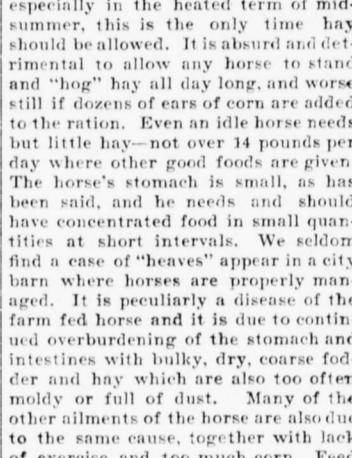 especially in the heated term of mid-
summer, this is the only time hay
should be allowed. It is absurd and det-
rimental to allow any horse to stand
and "hog" hay all day long, and worse
still if dozens of ears of corn are added
to the ration. Even an idle horse needs
but little hay—not over 14 pounds per
day where other good foods are given
The horse's stomach is small, as has
been said, and he needs and should
have concentrated food in small quan-
tities at short intervals. We seldom
find a case of "heaves" appear in a city
barn where horses are properly man-
aged. It is peculiarly a disease of the
farm fed horse and it is due to contin-
ued overburdening of the stomach and
intestines with bulky, dry, coarse fod-
der and hay which are also too often
moldy or full of dust. Many of the
other ailments of the horse are also due
to the same cause, together with lack
of exercise and too much corn. Feed